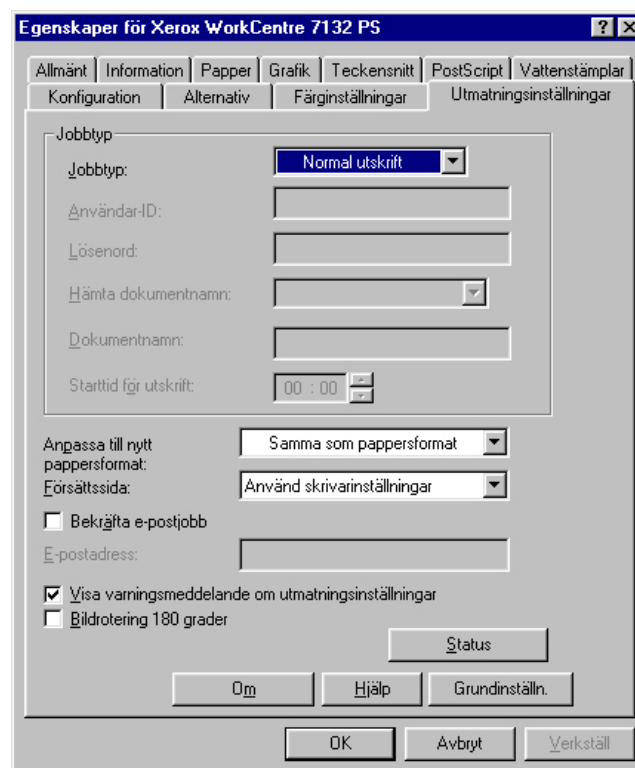 Egenskaper för Xerox WorkCentre 7132 PS
Allmänt Information Papper Grafik Teckensnitt PostScript Vattenstämplar
Konfiguration Alternativ Färginställningar Utmatningsinställningar
Jobbtyp
Jobbtyp: Normal utskrift
Användar-ID:
Lösenord:
Hämta dokumentnamn:
Dokumentnamn:
Starttid för utskrift: 00 : 00
Anpassa till nytt
pappersformat: Samma som pappersformat
Försättssida: Använd skrivarinställningar
Bekräfta e-postjobb
E-postadress:
Visa varningsmeddelande om utmatningsinställningar
Bildrotering 180 grader
Status
Om Hjälp Grundinställn.
OK Avbryt Verkställ